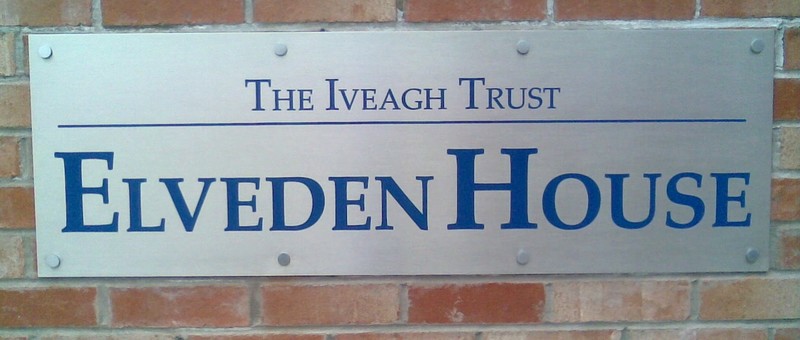 The Iveagh Trust
Elveden House